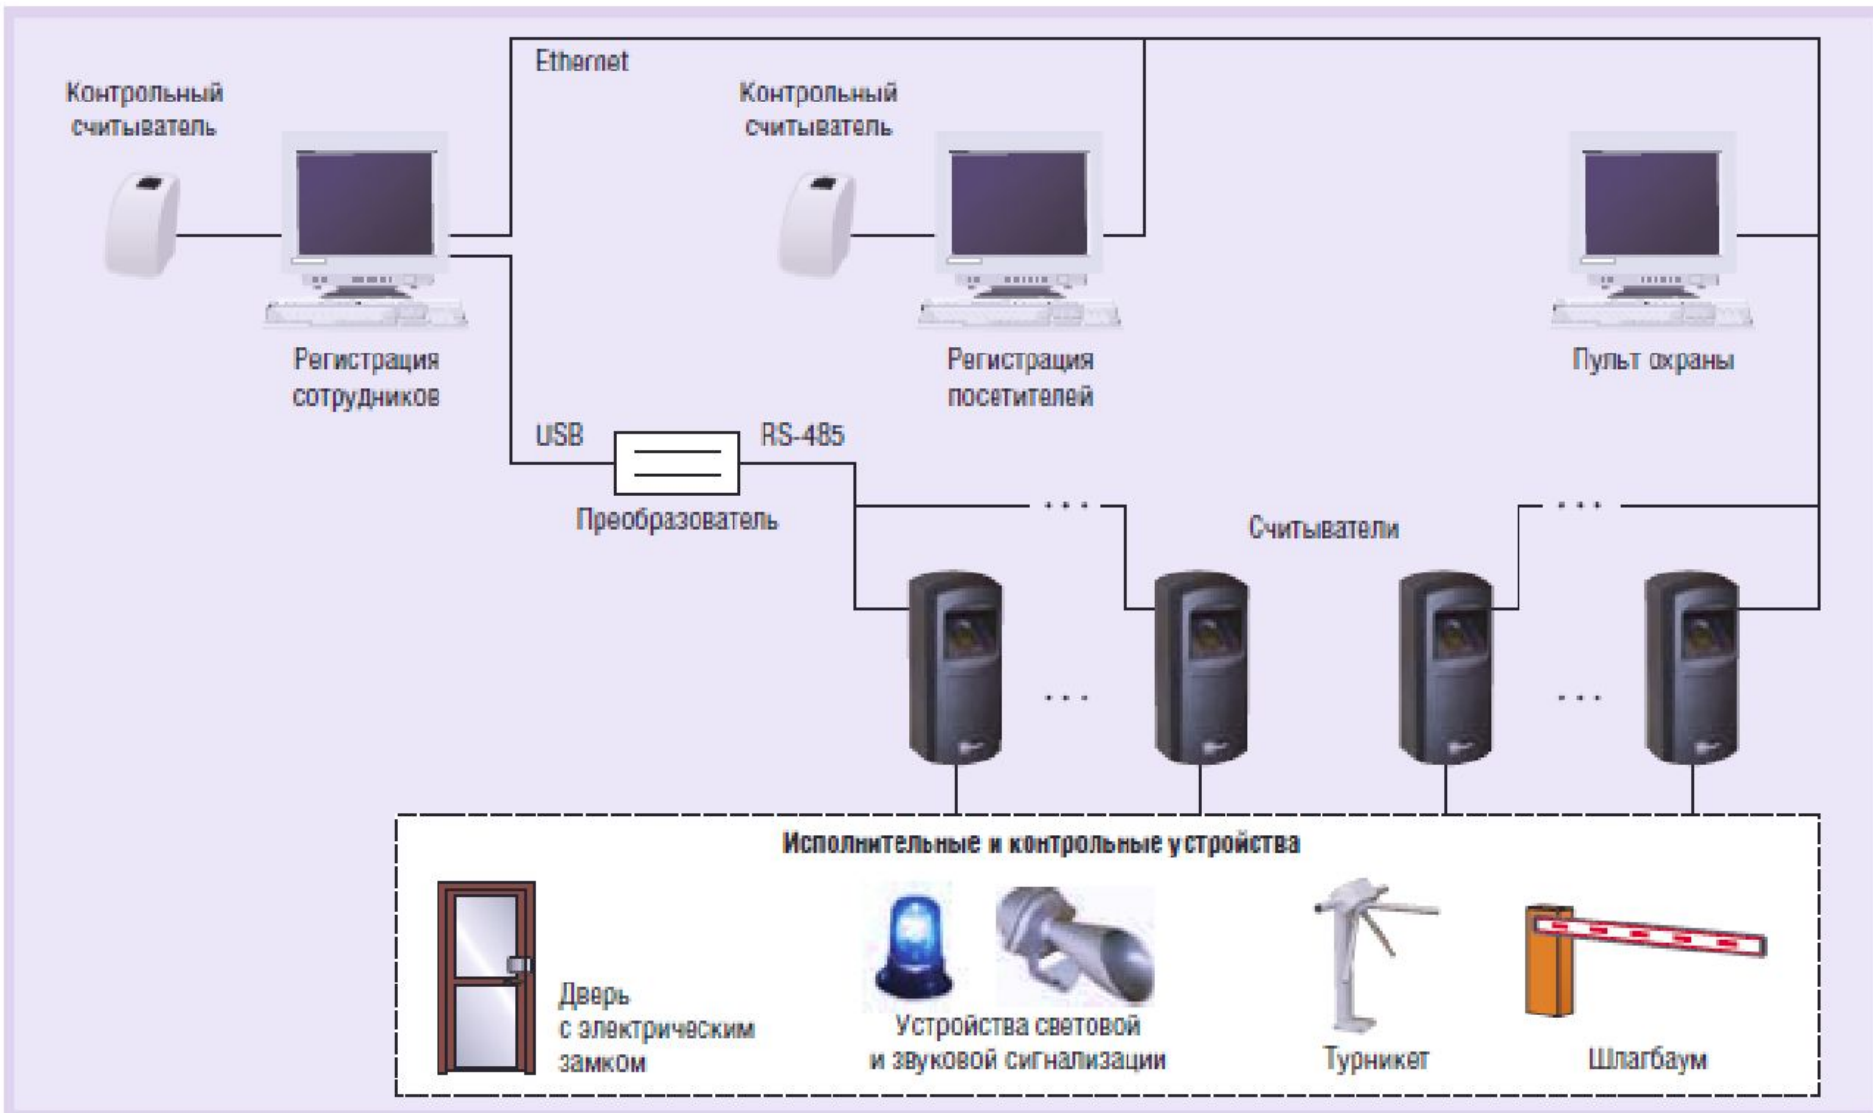 Ethernet
Контрольный
считыватель
Контрольный
считыватель
Регистрация
сотрудников
Регистрация
посетителей
Пульт охраны
USB
RS-485
Преобразователь
Считыватели
Исполнительные и контрольные устройства
Дверь
с электрическим
замком
Устройства световой
и звуковой сигнализации
Турникет
Шлагбаум